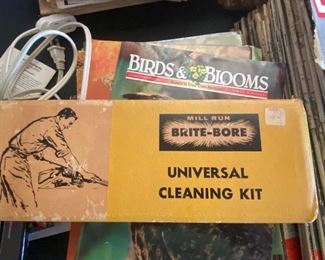 BIRDS & BLOOMS
MILL RUN
BRITE-BORE
UNIVERSAL
CLEANING KIT